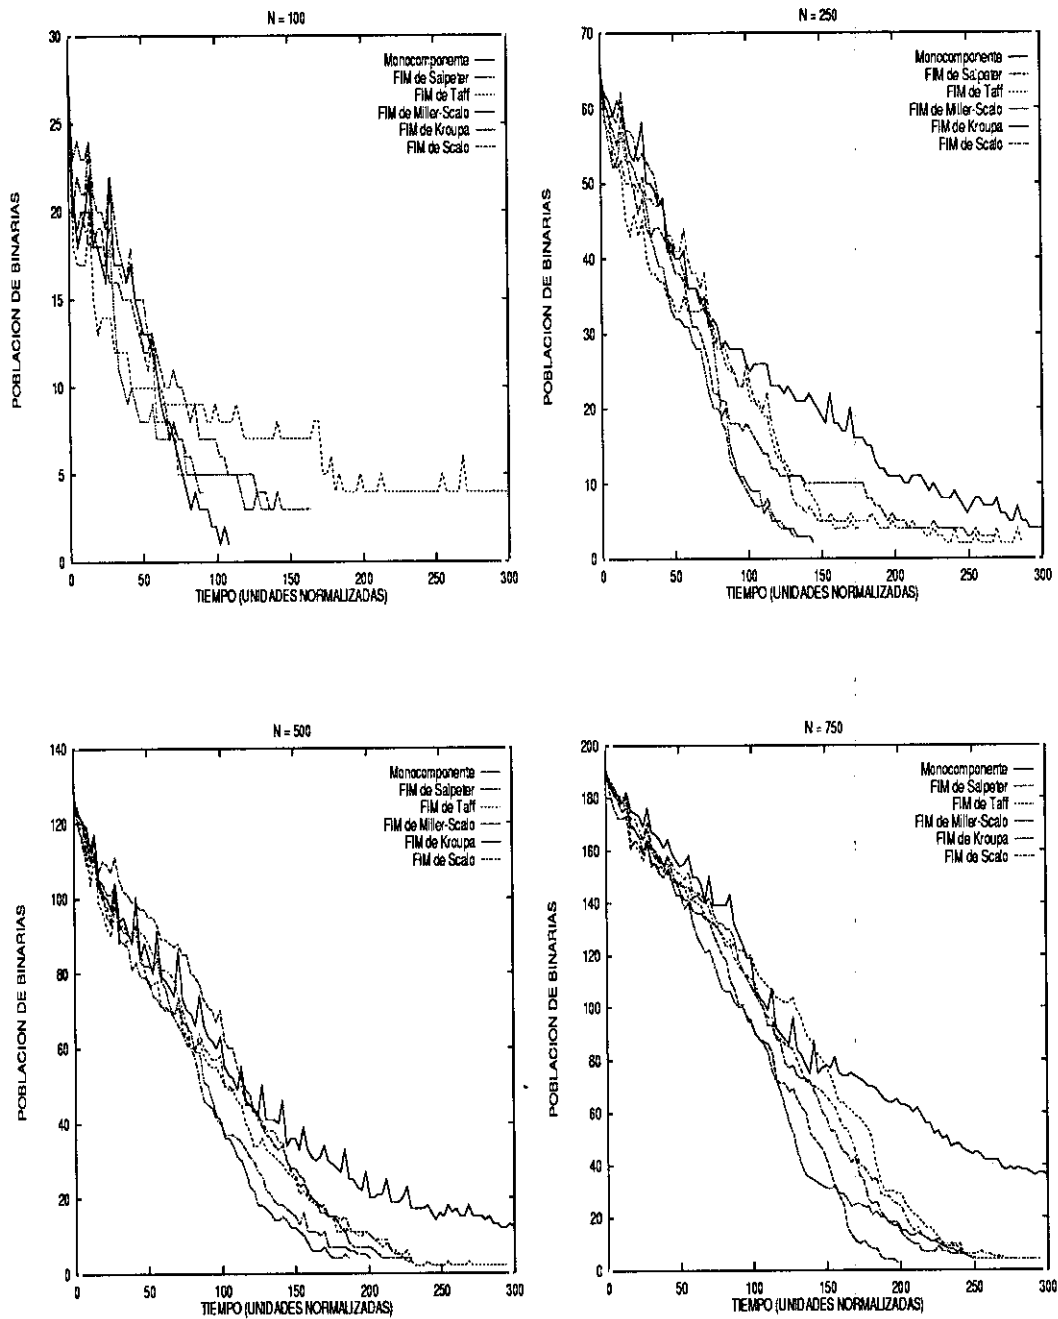 N = 100
30
25
20
15
10
5
0
POBLACION DE BINARIAS
Monocomponente
FIM de Salpeter
FIM de Taff
FIM de Miller-Scalo
FIM de Kroupa
FIM de Scalo
0 50 100 150 200 250 300
TIEMPO (UNIDADES NORMALIZADAS)
N = 250
70
60
50
40
30
20
10
0
POBLACION DE BINARIAS
Monocomponente
FIM de Salpeter
FIM de Taff
FIM de Miller-Scalo
FIM de Kroupa
FIM de Scalo
0 50 100 150 200 250 300
TIEMPO (UNIDADES NORMALIZADAS)
N = 500
140
120
100
80
60
40
20
0
POBLACION DE BINARIAS
Monocomponente
FIM de Salpeter
FIM de Taff
FIM de Miller-Scalo
FIM de Kroupa
FIM de Scalo
0 50 100 150 200 250 300
TIEMPO (UNIDADES NORMALIZADAS)
N = 750
200
180
160
140
120
100
80
60
40
20
0
POBLACION DE BINARIAS
Monocomponente
FIM de Salpeter
FIM de Taff
FIM de Miller-Scalo
FIM de Kroupa
FIM de Scalo
0 50 100 150 200 250 300
TIEMPO (UNIDADES NORMALIZADAS)